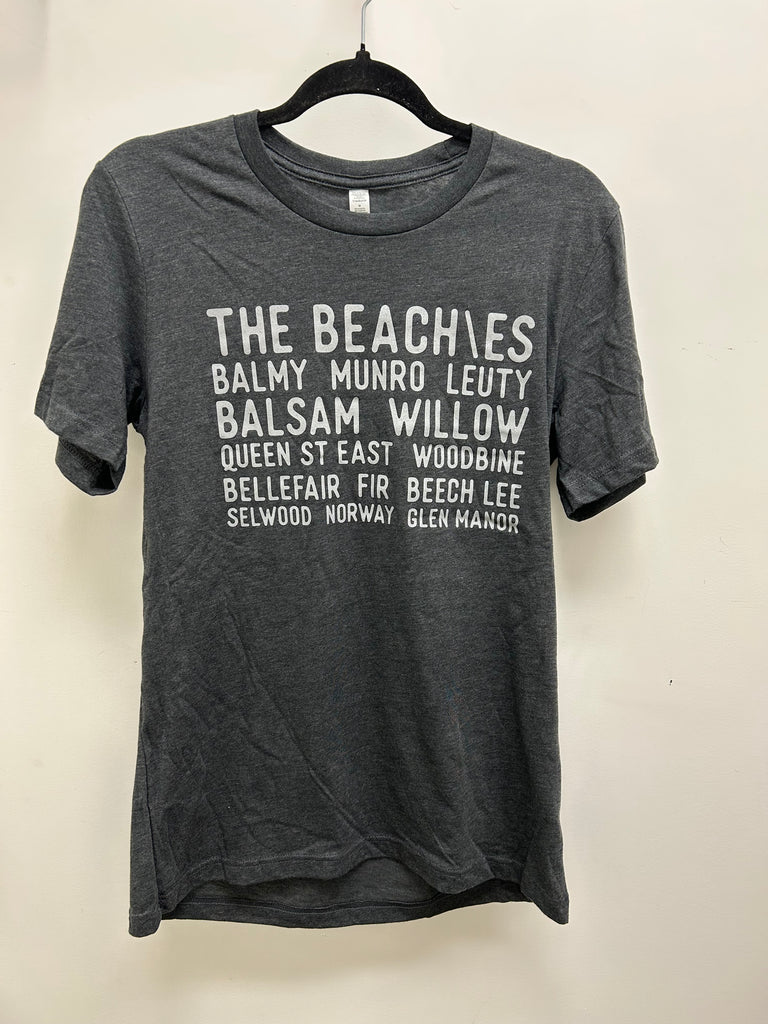 THE BEACH\ES
BALMY MUNRO LEUTY
BALSAM WILLOW
QUEEN ST EAST WOODBINE
BELLEFAIR FIR BEECH LEE
SELWOOD NORWAY GLEN MANOR